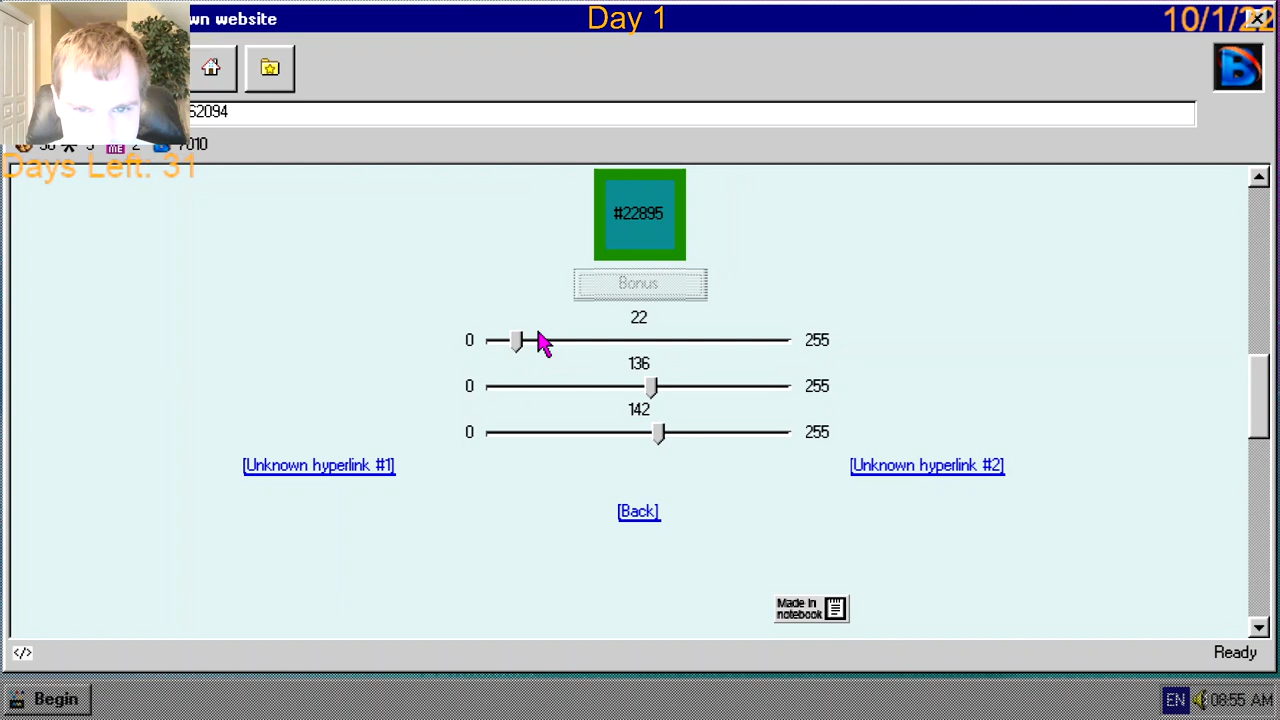 wn website
Day 1
10/1/22
52094
7010
Days Left: 31
#22895
Bonus
22
0 255
136
0 255
142
0 255
[Unknown hyperlink #1] [Unknown hyperlink #2]
[Back]
Made in
notebook
</> Ready
Begin EN 08:55 AM